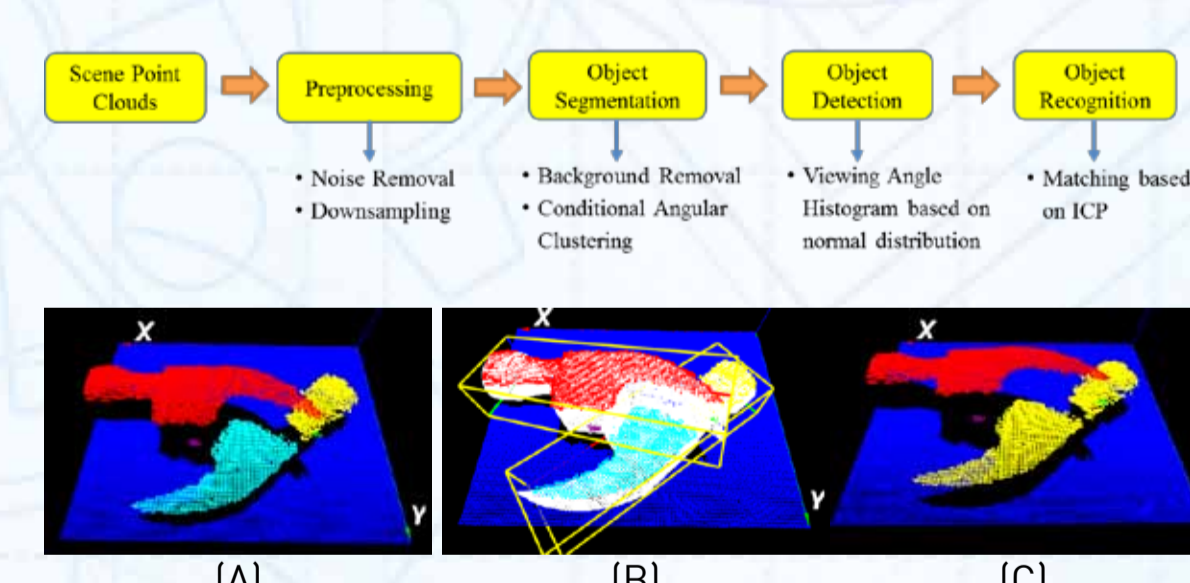 Scene Point
Clouds
Preprocessing
Object
Segmentation
Object
Detection
Object
Recognition
• Noise Removal
• Downsampling
• Background Removal
• Conditional Angular
Clustering
• Viewing Angle
Histogram based on
normal distribution
• Matching based
on ICP
X
Y
X
Y
X
(A)
(B)
(C)